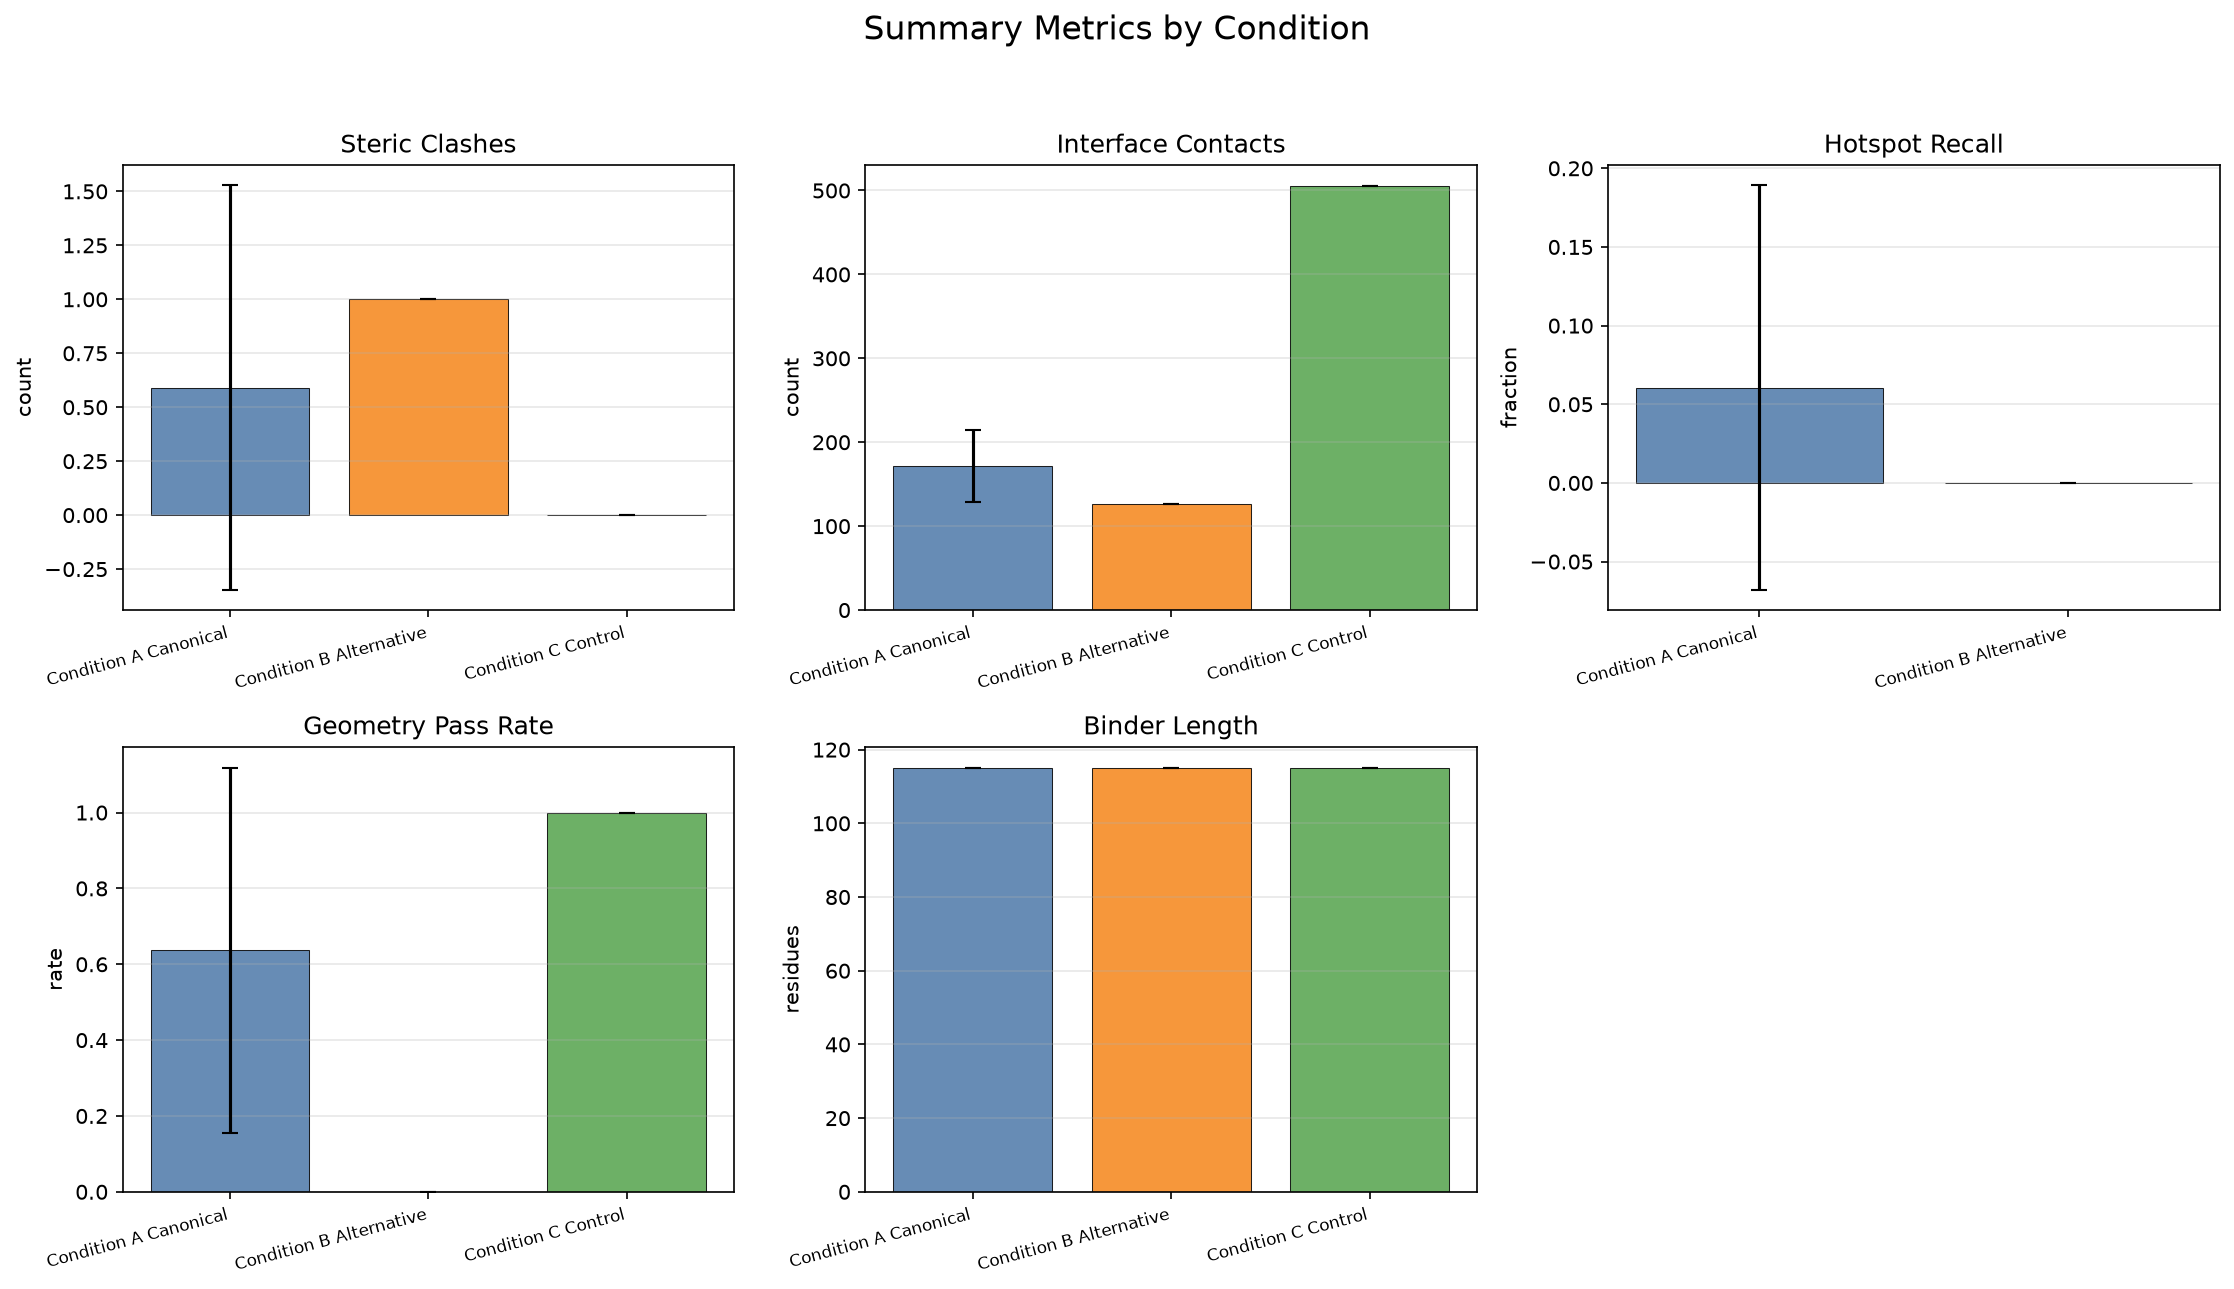 Summary Metrics by Condition
Steric Clashes
count
1.50
1.25
1.00
0.75
0.50
0.25
0.00
−0.25
Condition A Canonical
Condition B Alternative
Condition C Control
Interface Contacts
count
500
400
300
200
100
0
Condition A Canonical
Condition B Alternative
Condition C Control
Hotspot Recall
fraction
0.20
0.15
0.10
0.05
0.00
−0.05
Condition A Canonical
Condition B Alternative
Geometry Pass Rate
rate
1.0
0.8
0.6
0.4
0.2
0.0
Condition A Canonical
Condition B Alternative
Condition C Control
Binder Length
residues
120
100
80
60
40
20
0
Condition A Canonical
Condition B Alternative
Condition C Control